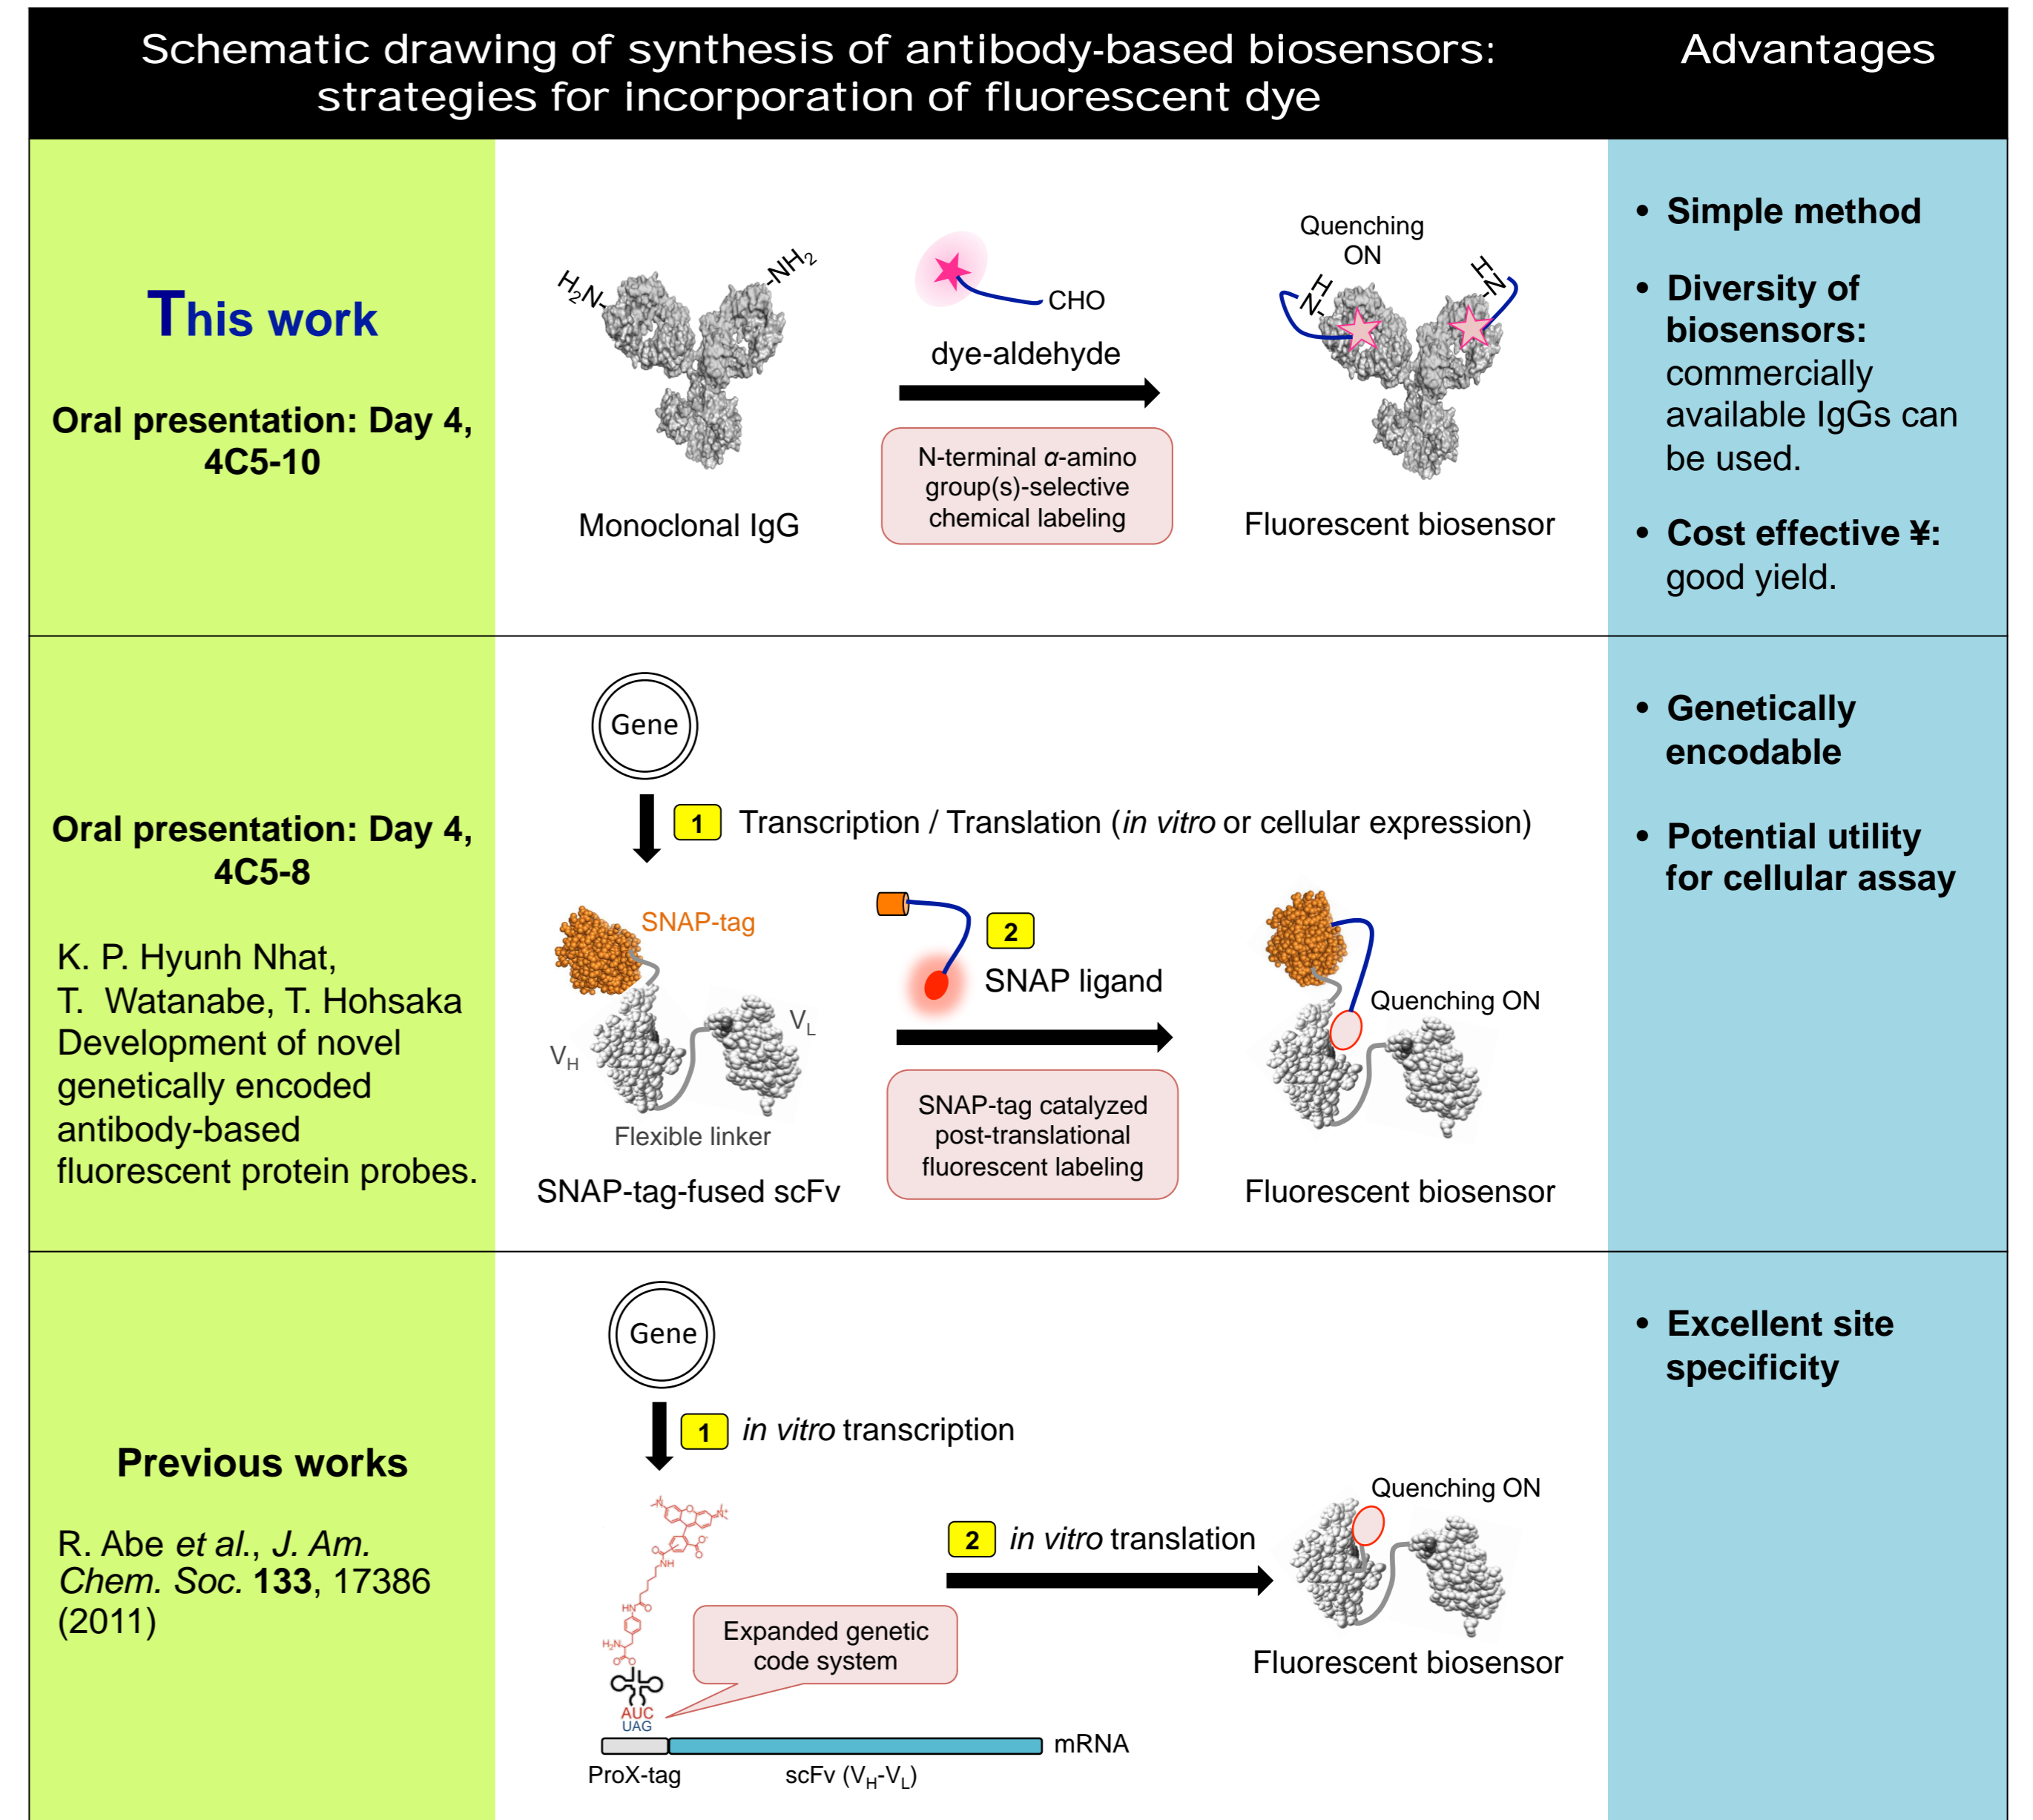 Schematic drawing of synthesis of antibody-based biosensors:
strategies for incorporation of fluorescent dye
Advantages
This work
Oral presentation: Day 4,
4C5-10
H2N-
-NH2
CHO
dye-aldehyde
N-terminal α-amino
group(s)-selective
chemical labeling
Monoclonal IgG
Quenching
ON
H
N-
H
-N
Fluorescent biosensor
• Simple method
• Diversity of
biosensors:
commercially
available IgGs can
be used.
• Cost effective ¥:
good yield.
Oral presentation: Day 4,
4C5-8
K. P. Hyunh Nhat,
T. Watanabe, T. Hohsaka
Development of novel
genetically encoded
antibody-based
fluorescent protein probes.
Gene
1 Transcription / Translation (in vitro or cellular expression)
SNAP-tag
VH
VL
Flexible linker
SNAP-tag-fused scFv
2
SNAP ligand
SNAP-tag catalyzed
post-translational
fluorescent labeling
Quenching ON
Fluorescent biosensor
• Genetically
encodable
• Potential utility
for cellular assay
Previous works
R. Abe et al., J. Am.
Chem. Soc. 133, 17386
(2011)
Gene
1 in vitro transcription
N
O
N+
O-
O
O
NH
O
HN
H2N
O
O
AUC
UAG
Expanded genetic
code system
mRNA
ProX-tag
scFv (VH-VL)
2 in vitro translation
Quenching ON
Fluorescent biosensor
• Excellent site
specificity